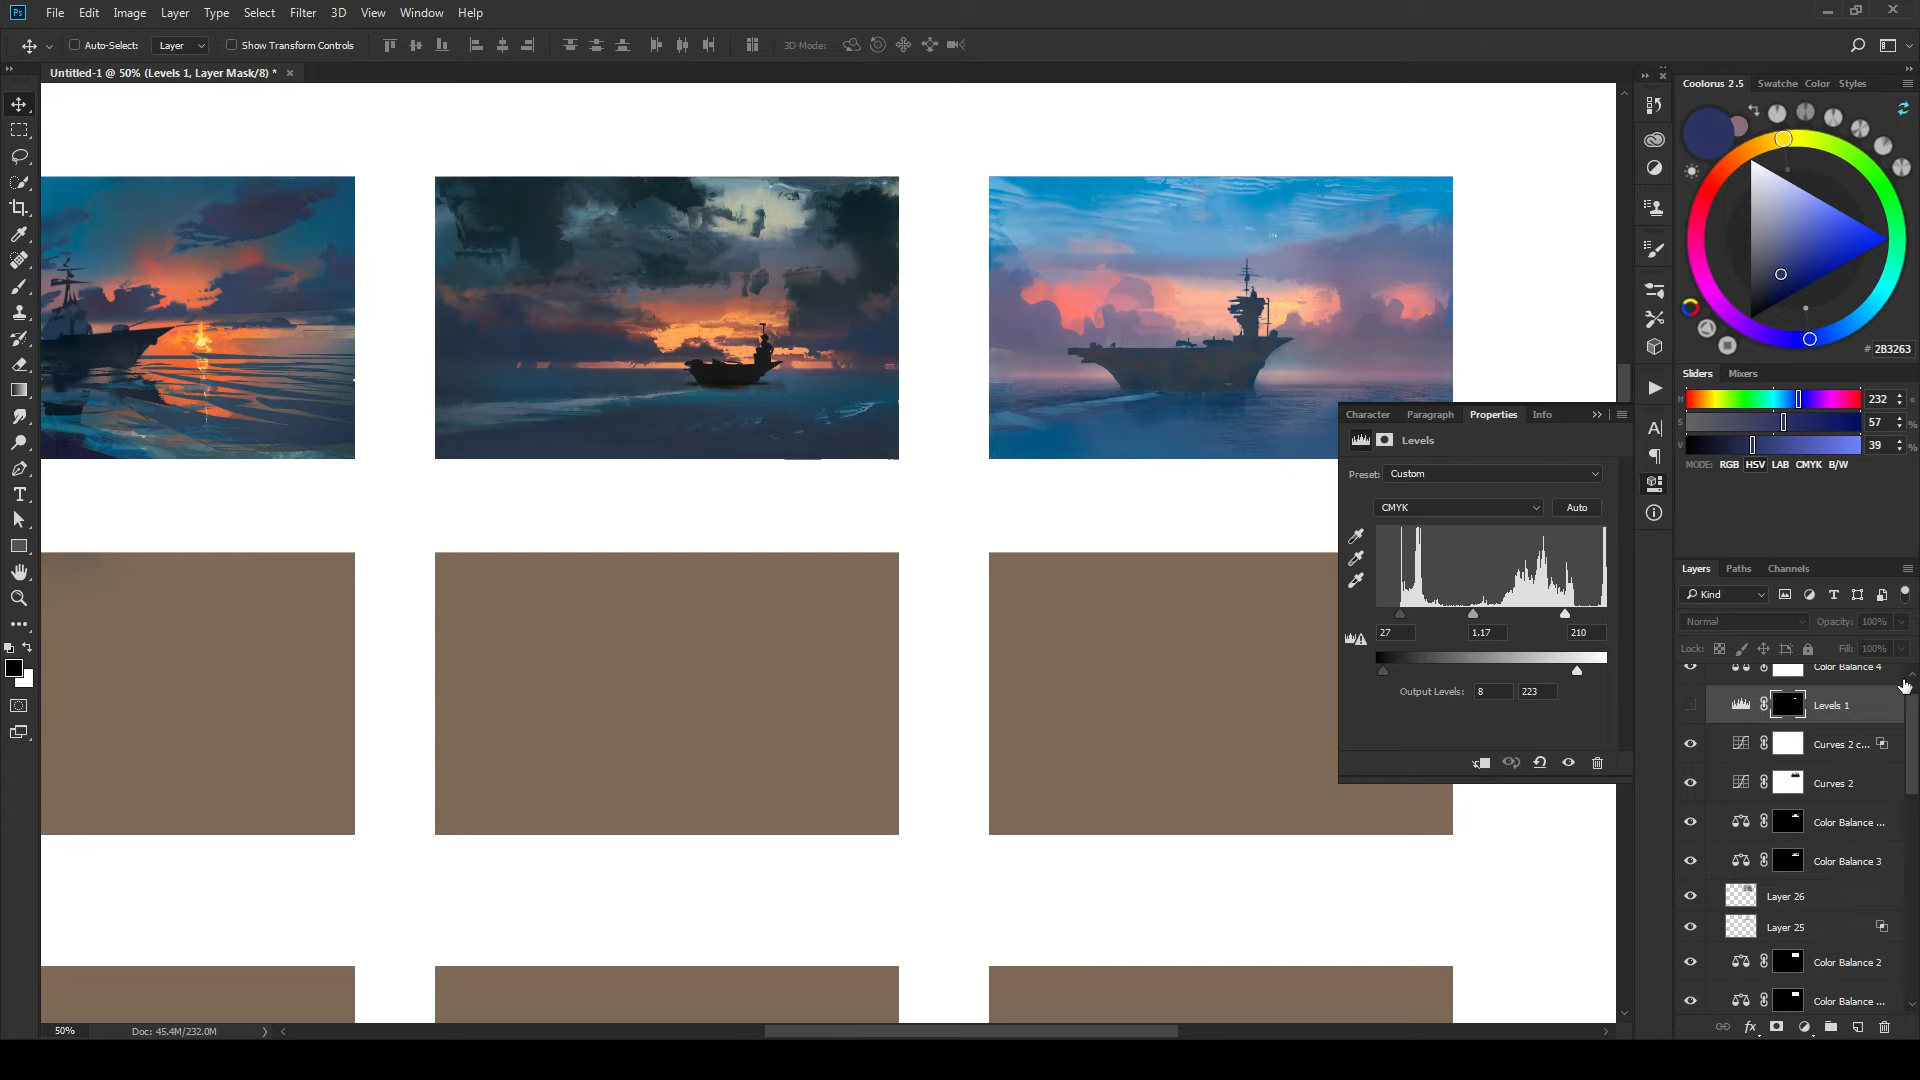 Ps File Edit Image Layer Type Select Filter 3D View Window Help
Auto-Select: Layer Show Transform Controls 3D Mode:
Untitled-1 @ 50% (Levels 1, Layer Mask/8) *
Coolorus 2.5 Swatche Color Styles
# 2B3263
Sliders Mixers
H 232 °
S 57 %
V 39 %
MODE: RGB HSV LAB CMYK B/W
Character Paragraph Properties Info
Levels
Preset: Custom
CMYK Auto
27 1.17 210
Output Levels: 8 223
Layers Paths Channels
Kind
Normal Opacity: 100%
Lock: Fill: 100%
Color Balance 4
Levels 1
Curves 2 c...
Curves 2
Color Balance ...
Color Balance 3
Layer 26
Layer 25
Color Balance 2
Color Balance ...
50% Doc: 45.4M/232.0M
fx